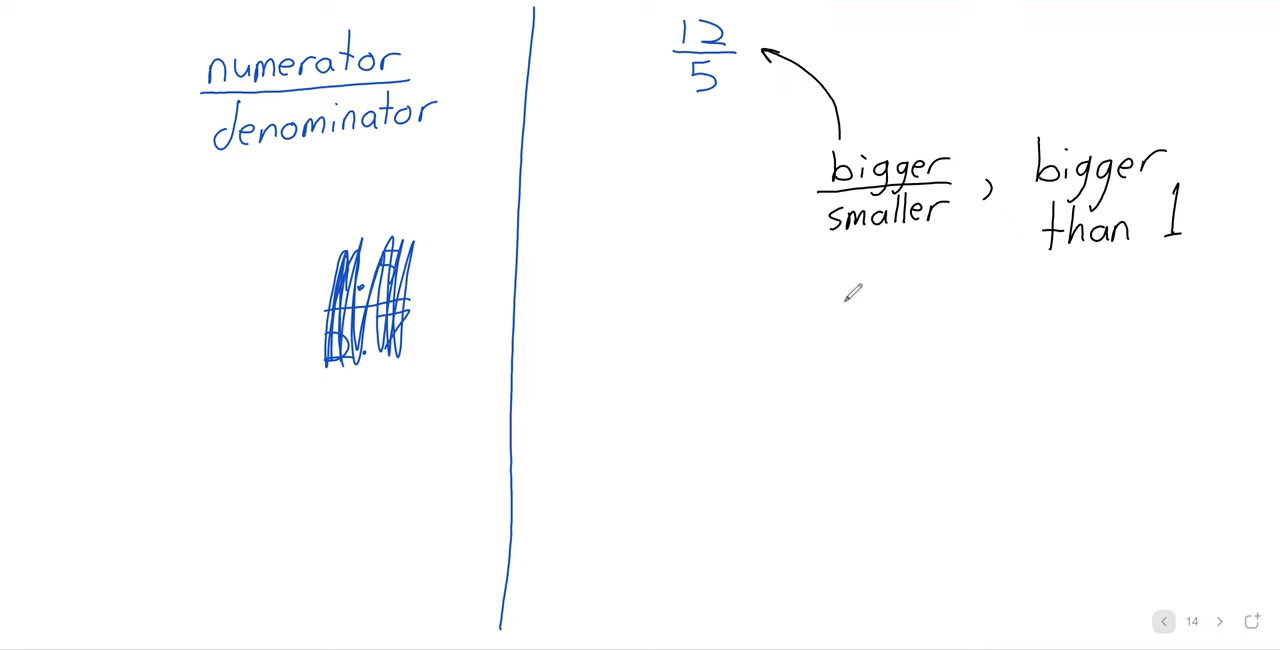 numerator
denominator
12
5
bigger
smaller
, bigger
than 1
14